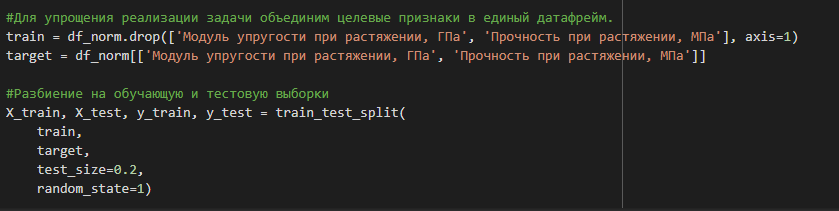 #Для упрощения реализации задачи объединим целевые признаки в единый датафрейм.
train = df_norm.drop(['Модуль упругости при растяжении, ГПа', 'Прочность при растяжении, МПа'], axis=1)
target = df_norm[['Модуль упругости при растяжении, ГПа', 'Прочность при растяжении, МПа']]
#Разбиение на обучающую и тестовую выборки
X_train, X_test, y_train, y_test = train_test_split(
train,
target,
test_size=0.2,
random_state=1)